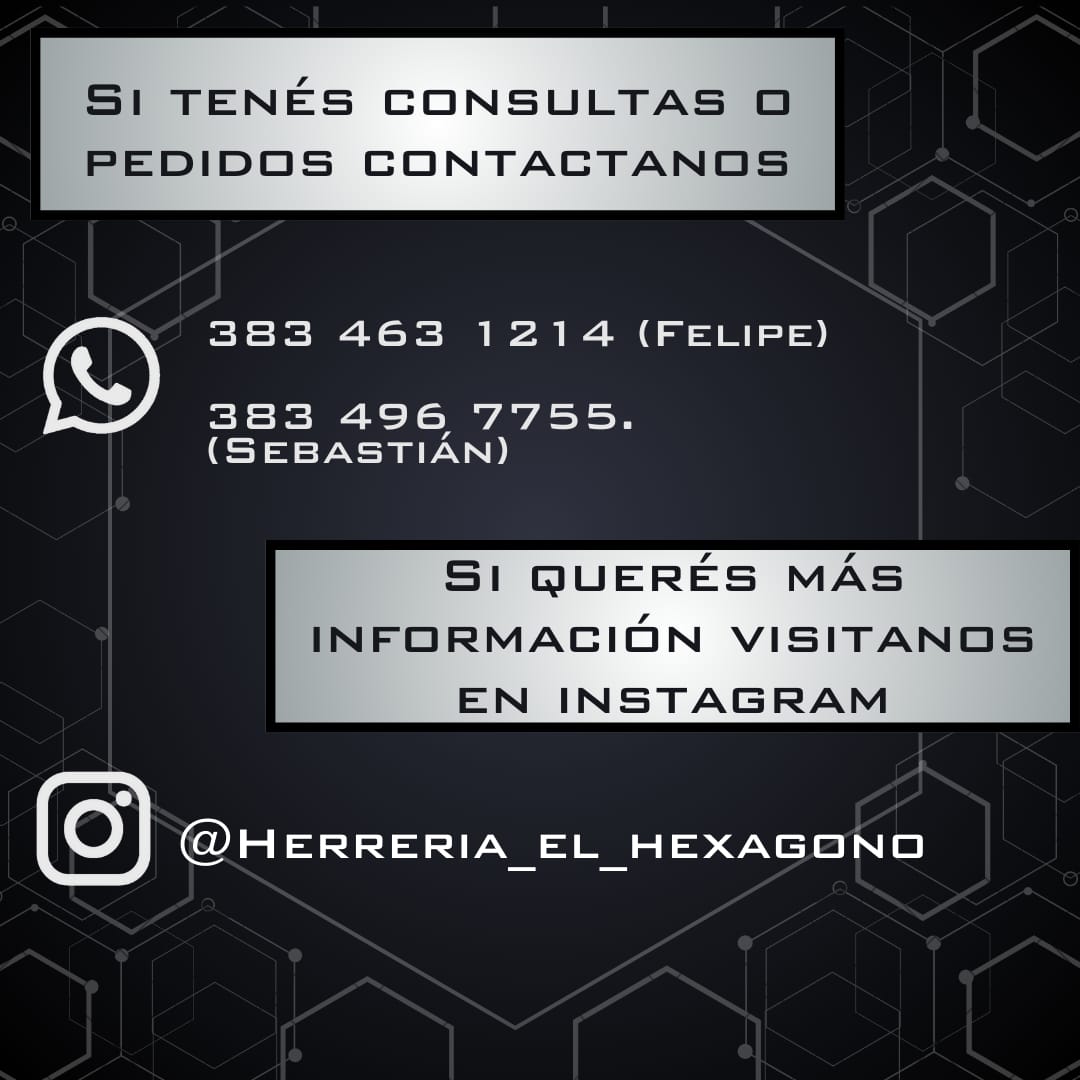 Si tenés consultas o
pedidos contactanos
383 463 1214 (Felipe)
383 496 7755.
(Sebastián)
Si querés más
información visitanos
en instagram
@Herreria_el_hexagono